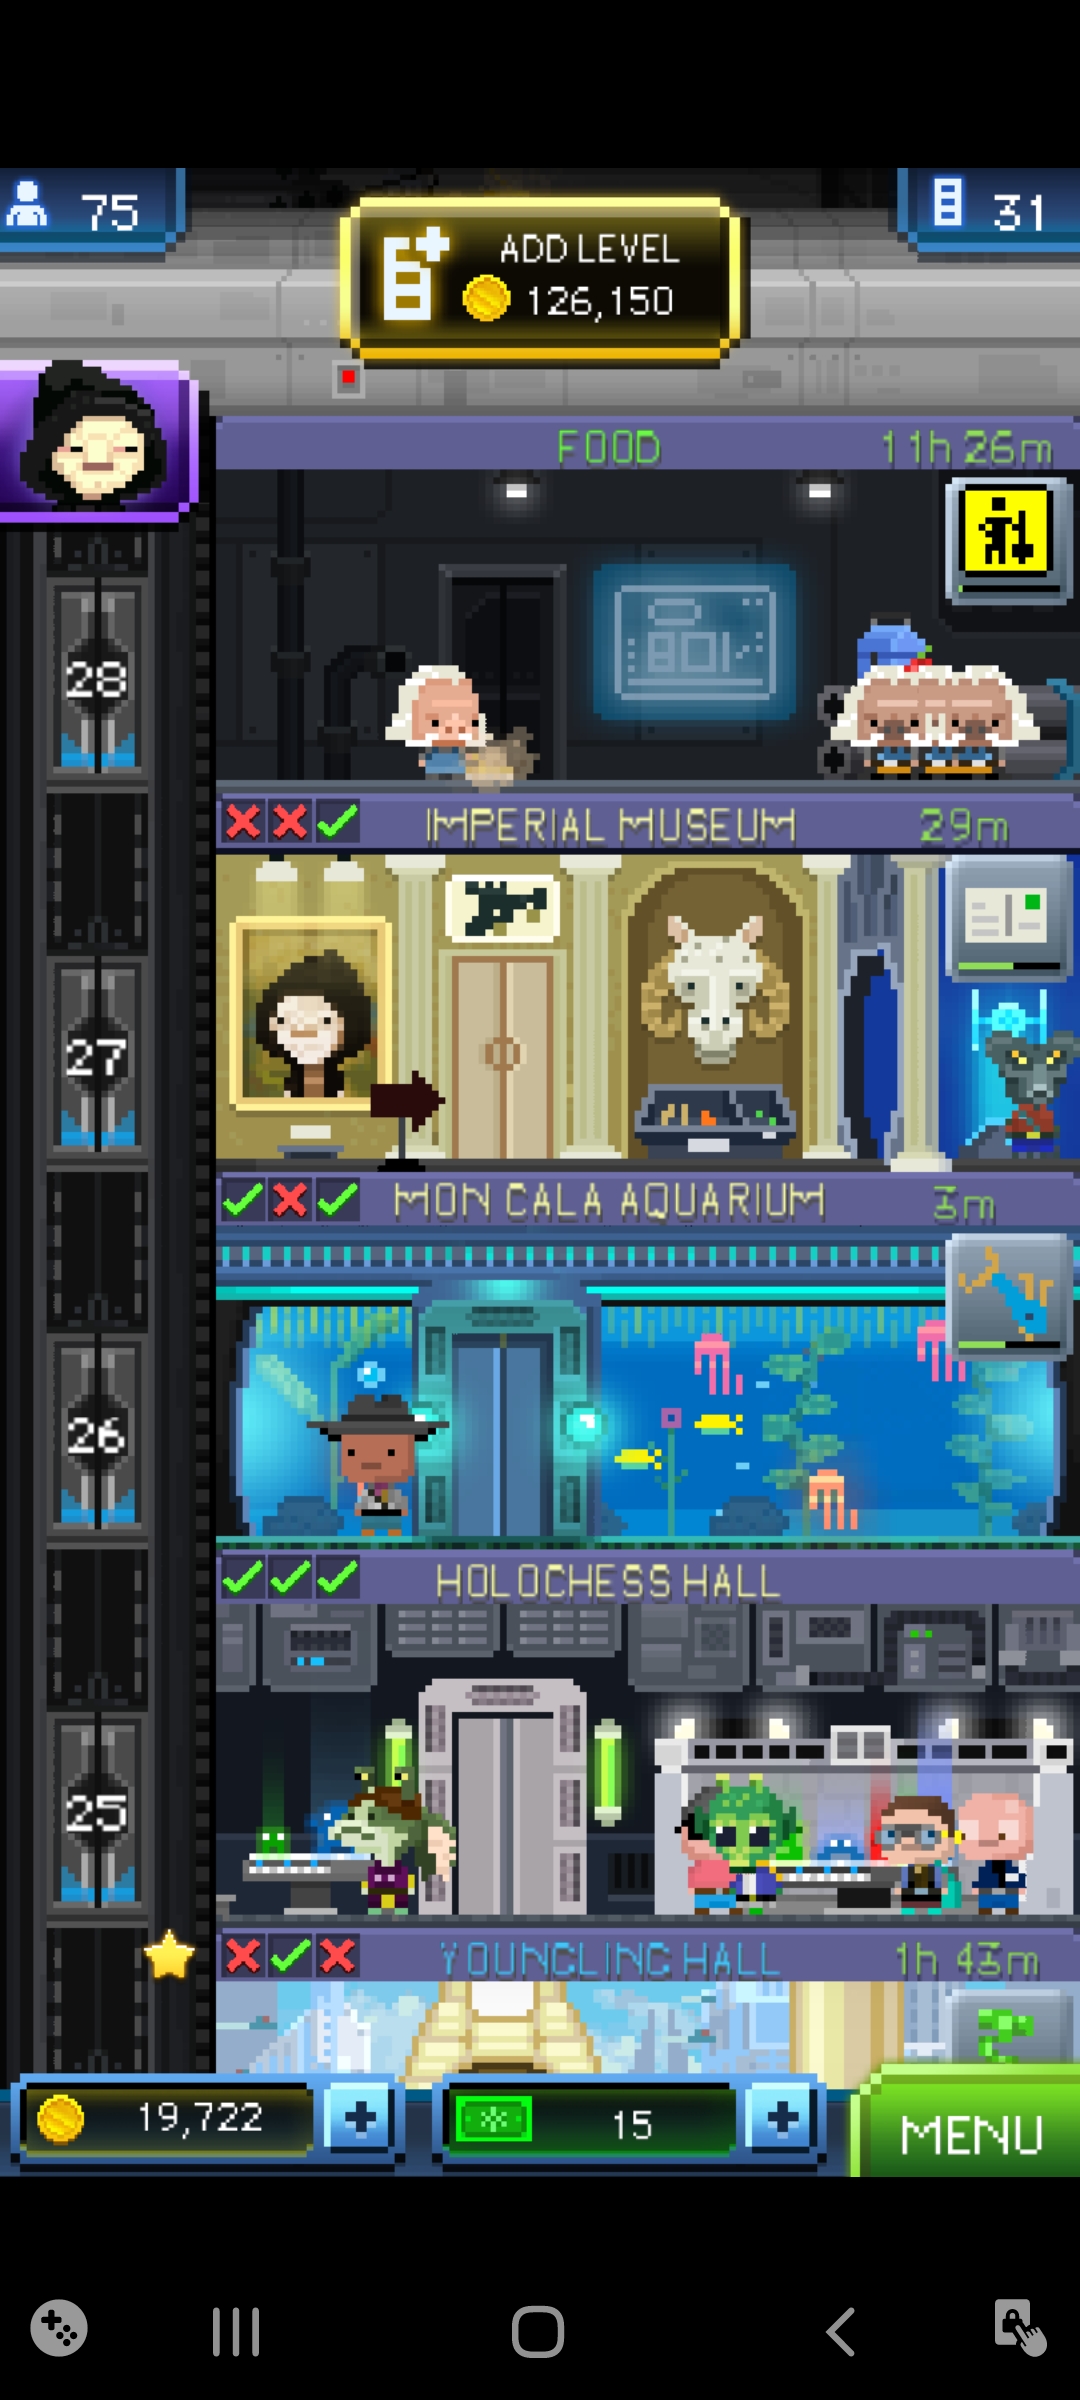 75
ADD LEVEL
126,150
31
FOOD 11h 26m
28
IMPERIAL MUSEUM 29m
27
MON CALA AQUARIUM 3m
26
HOLOCHESS HALL
25
YOUNGLING HALL 1h 43m
19,722
15
MENU